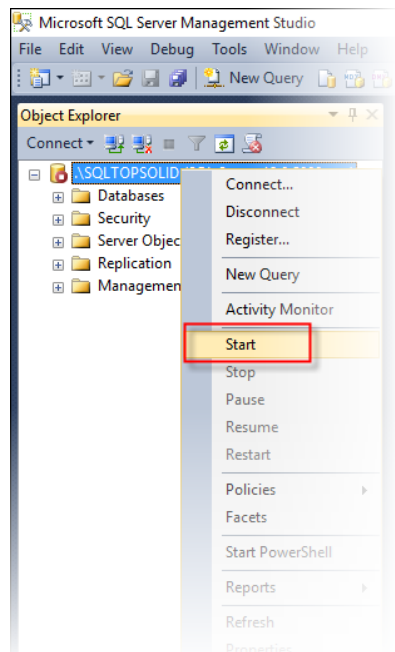 Microsoft SQL Server Management Studio
File Edit View Debug Tools Window Help
New Query
Object Explorer
Connect
.\SQLTOPSOLID
Databases
Security
Server Objec
Replication
Managemen
Connect...
Disconnect
Register...
New Query
Activity Monitor
Start
Stop
Pause
Resume
Restart
Policies
Facets
Start PowerShell
Reports
Refresh
Properties